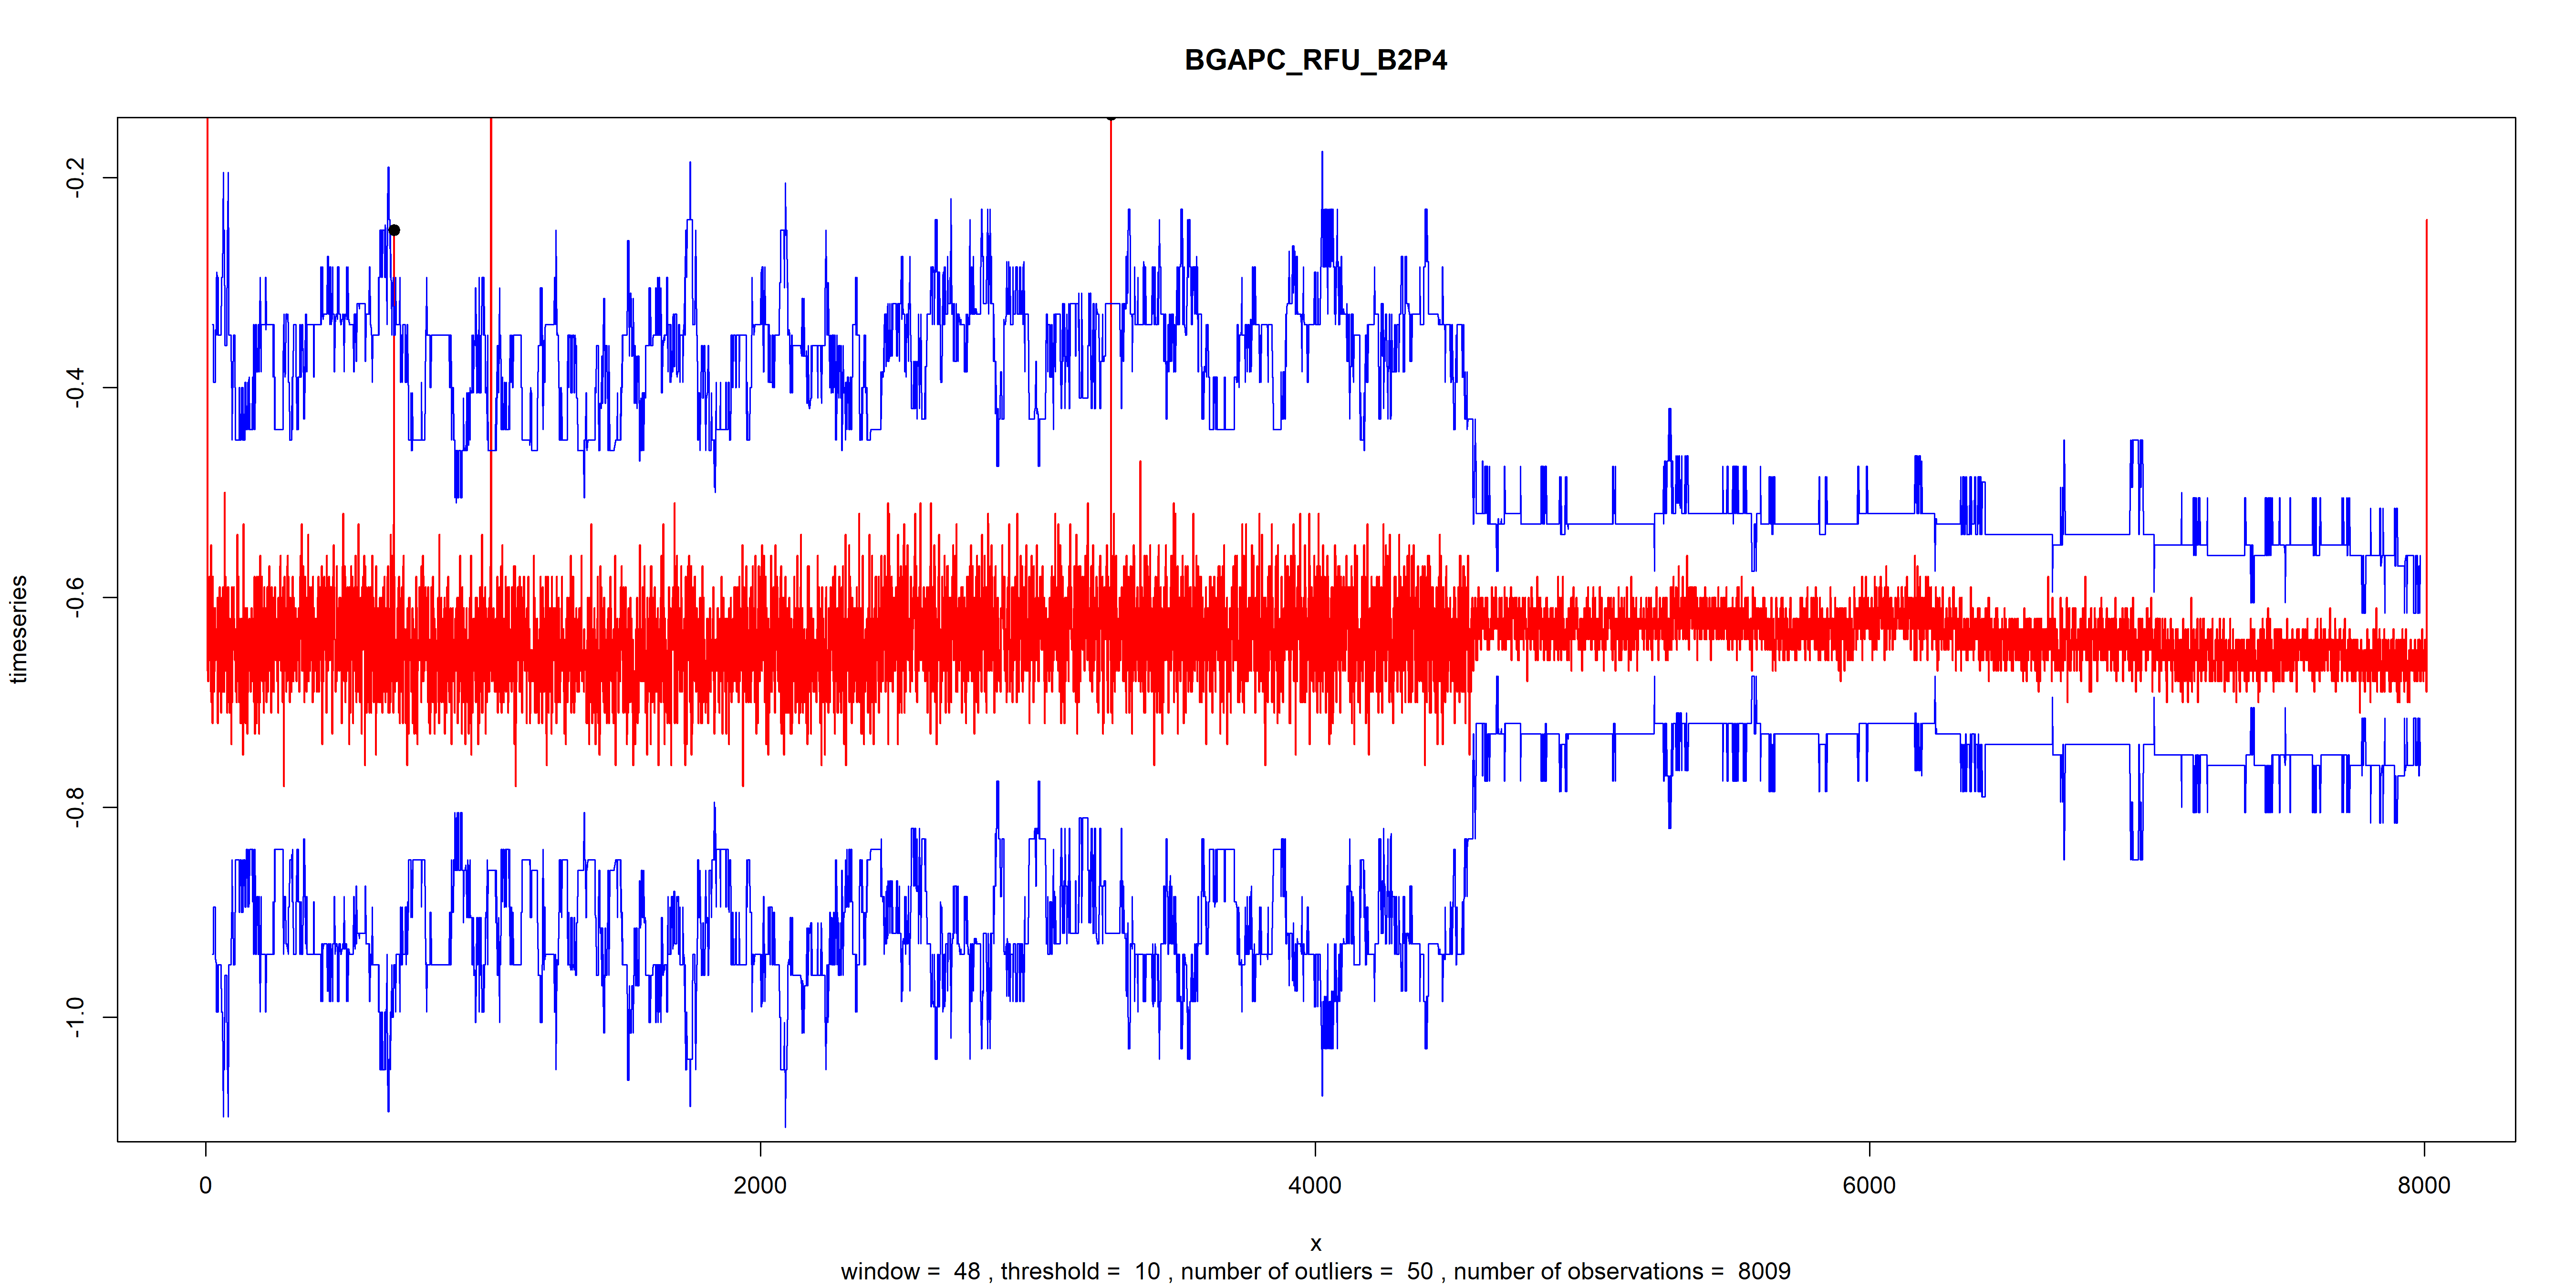 BGAPC_RFU_B2P4
timeseries
-0.2
-0.4
-0.6
-0.8
-1.0
0 2000 4000 6000 8000
x
window = 48 , threshold = 10 , number of outliers = 50 , number of observations = 8009